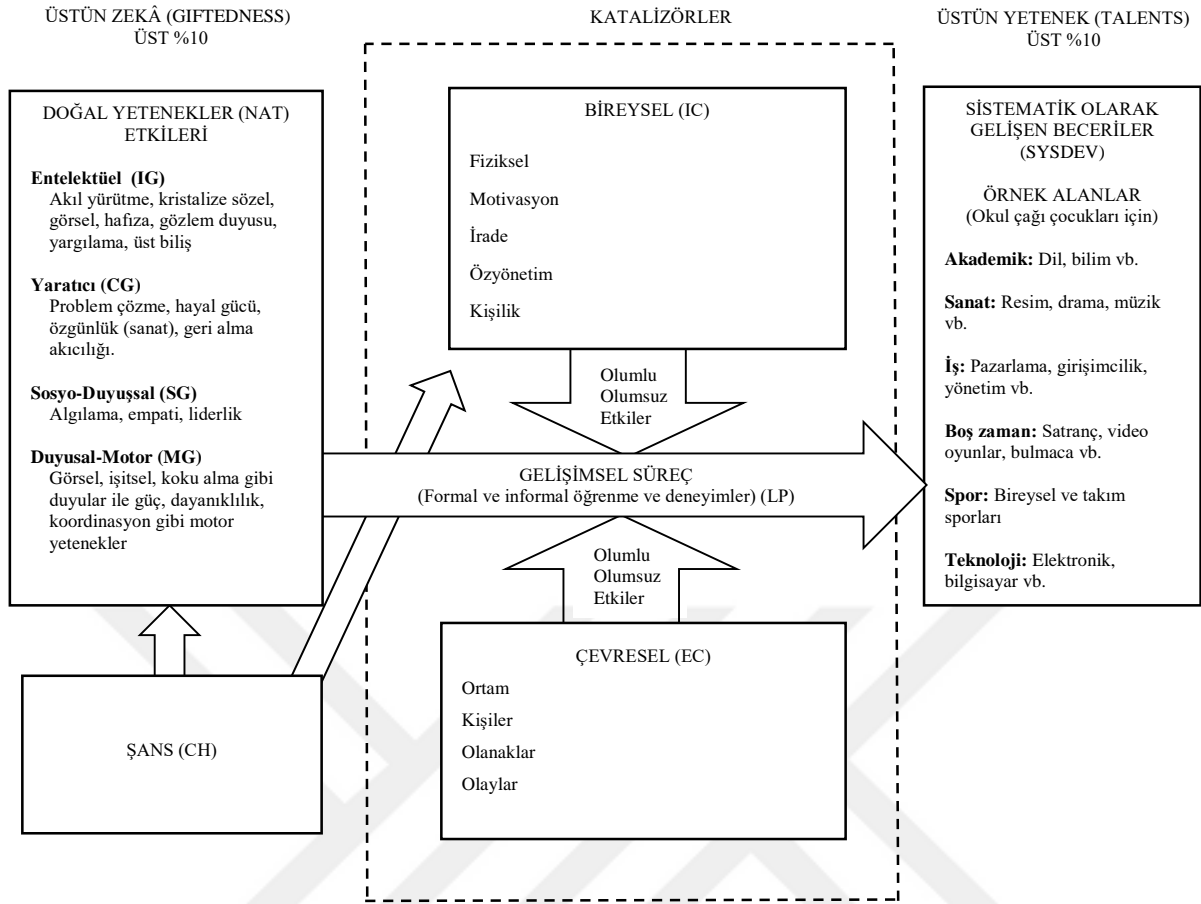 ÜSTÜN ZEKÂ (GIFTEDNESS)
ÜST %10
KATALİZÖRLER
ÜSTÜN YETENEK (TALENTS)
ÜST %10
DOĞAL YETENEKLER (NAT)
ETKİLERİ
Entelektüel (IG)
Akıl yürütme, kristalize sözel,
görsel, hafıza, gözlem duyusu,
yargılama, üst biliş
Yaratıcı (CG)
Problem çözme, hayal gücü,
özgünlük (sanat), geri alma
akıcılığı.
Sosyo-Duyuşsal (SG)
Algılama, empati, liderlik
Duyusal-Motor (MG)
Görsel, işitsel, koku alma gibi
duyular ile güç, dayanıklılık,
koordinasyon gibi motor
yetenekler
ŞANS (CH)
BİREYSEL (IC)
Fiziksel
Motivasyon
İrade
Özyönetim
Kişilik
Olumlu
Olumsuz
Etkiler
GELİŞİMSEL SÜREÇ
(Formal ve informal öğrenme ve deneyimler) (LP)
Olumlu
Olumsuz
Etkiler
ÇEVRESEL (EC)
Ortam
Kişiler
Olanaklar
Olaylar
SİSTEMATİK OLARAK
GELİŞEN BECERİLER
(SYSDEV)
ÖRNEK ALANLAR
(Okul çağı çocukları için)
Akademik: Dil, bilim vb.
Sanat: Resim, drama, müzik
vb.
İş: Pazarlama, girişimcilik,
yönetim vb.
Boş zaman: Satranç, video
oyunlar, bulmaca vb.
Spor: Bireysel ve takım
sporları
Teknoloji: Elektronik,
bilgisayar vb.